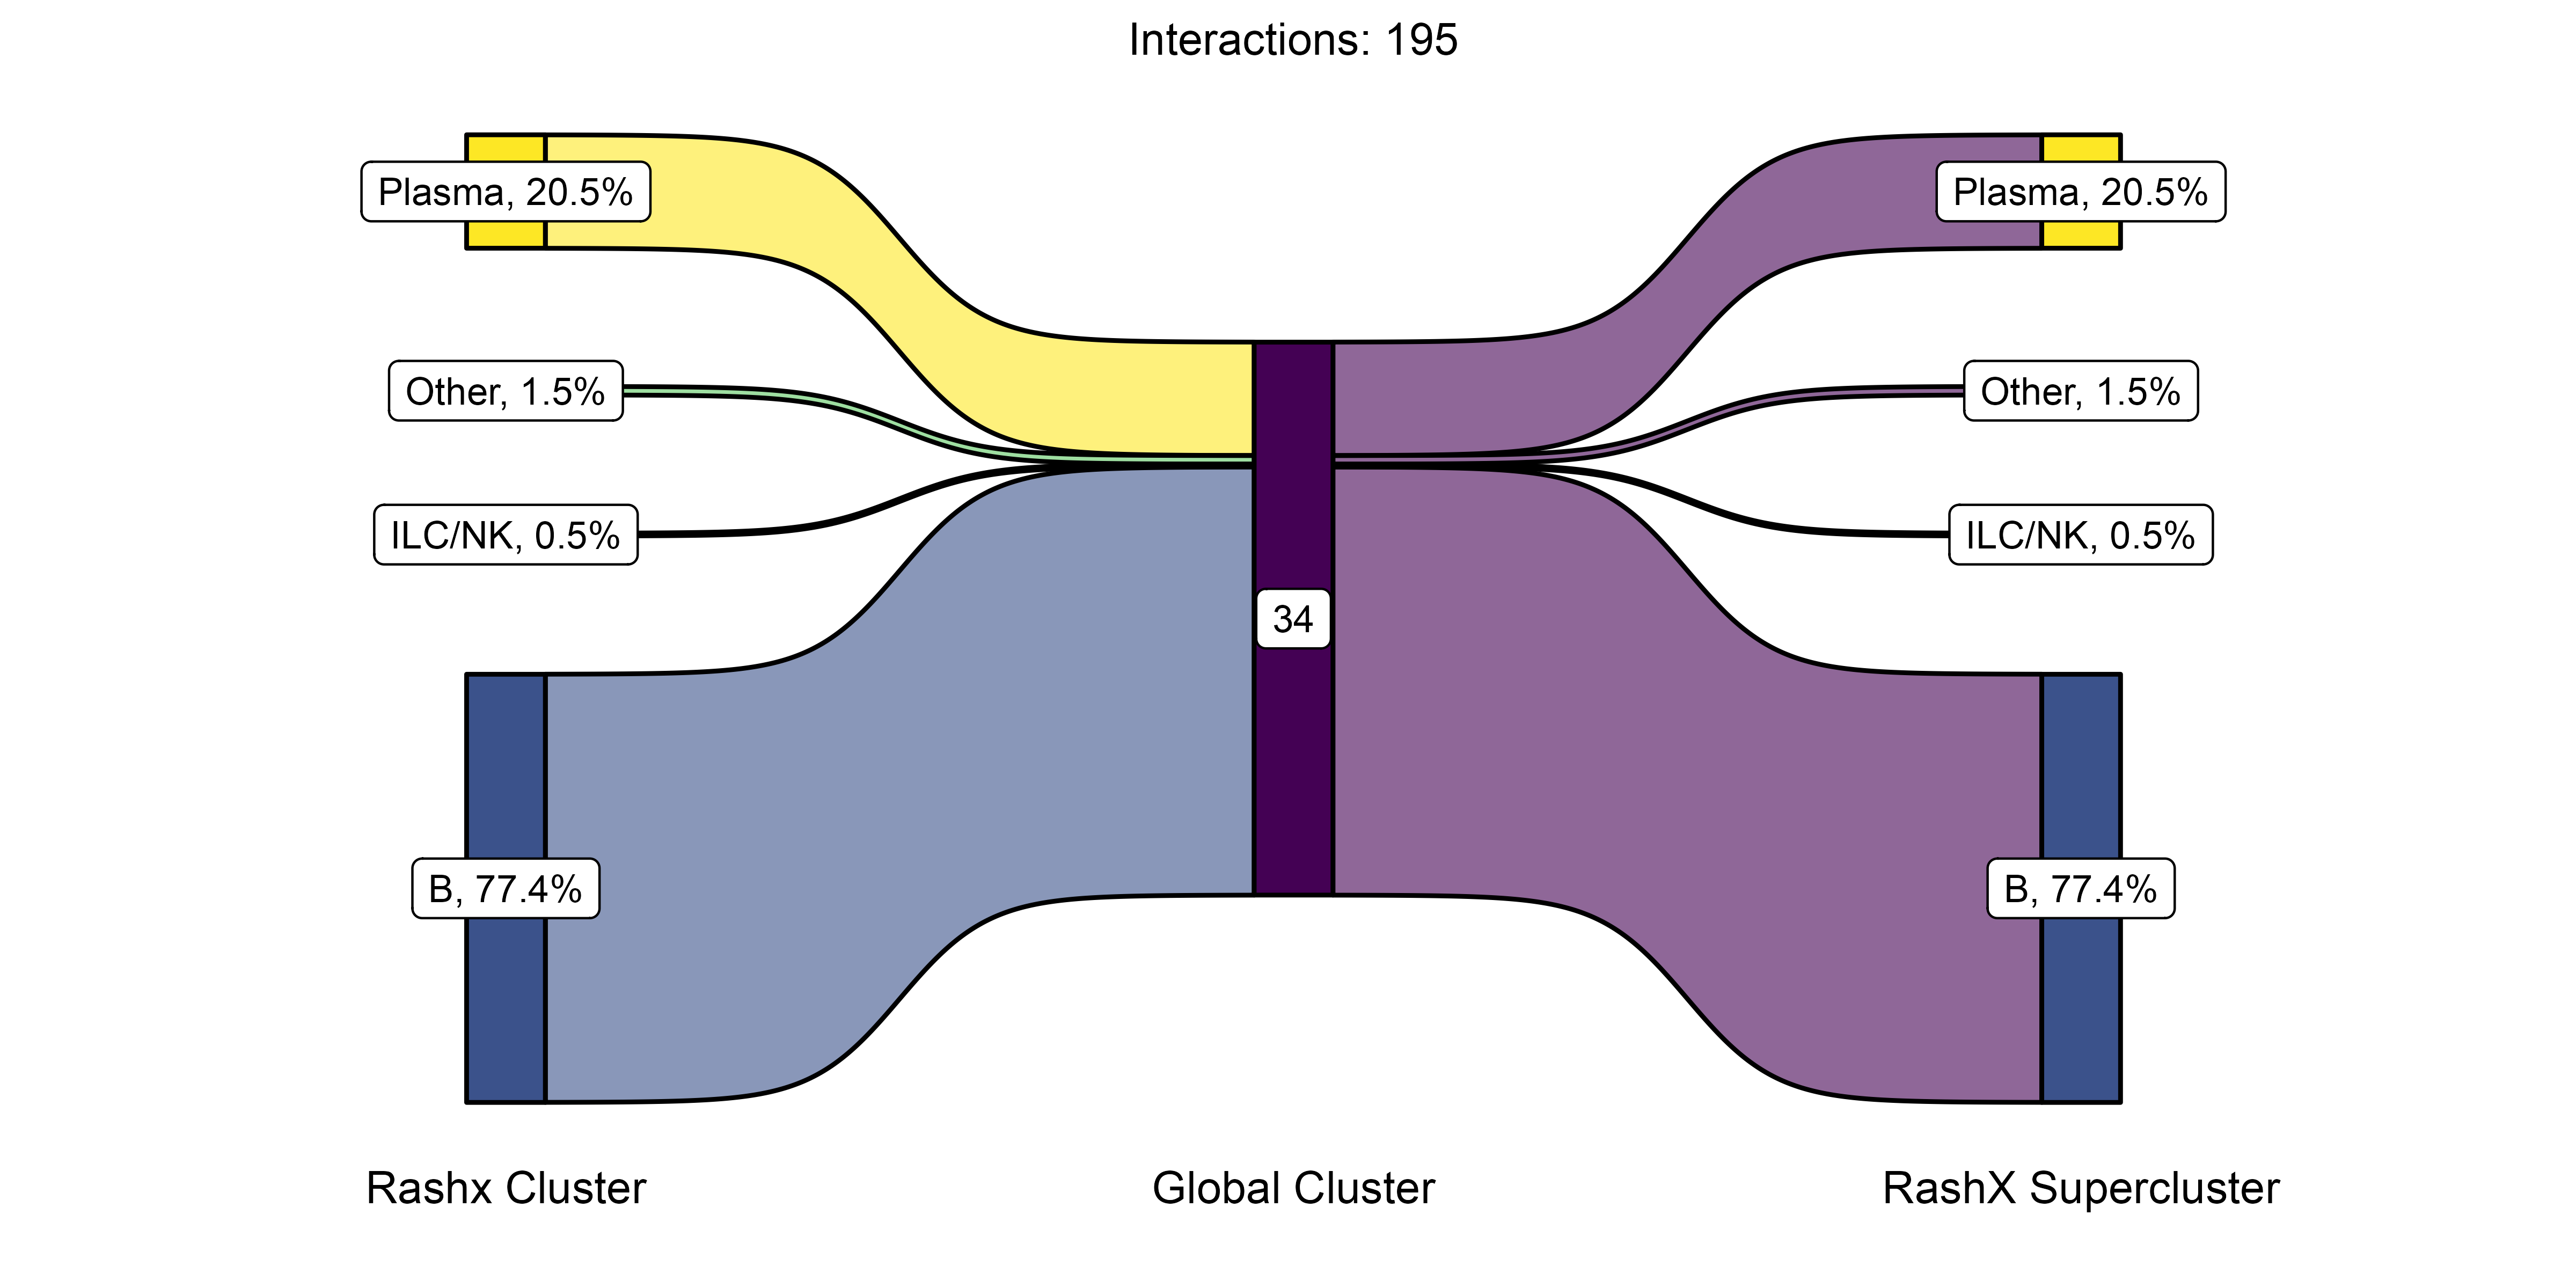 Interactions: 195
Plasma, 20.5%
Plasma, 20.5%
Other, 1.5%
Other, 1.5%
ILC/NK, 0.5%
ILC/NK, 0.5%
34
B, 77.4%
B, 77.4%
Rashx Cluster
Global Cluster
RashX Supercluster